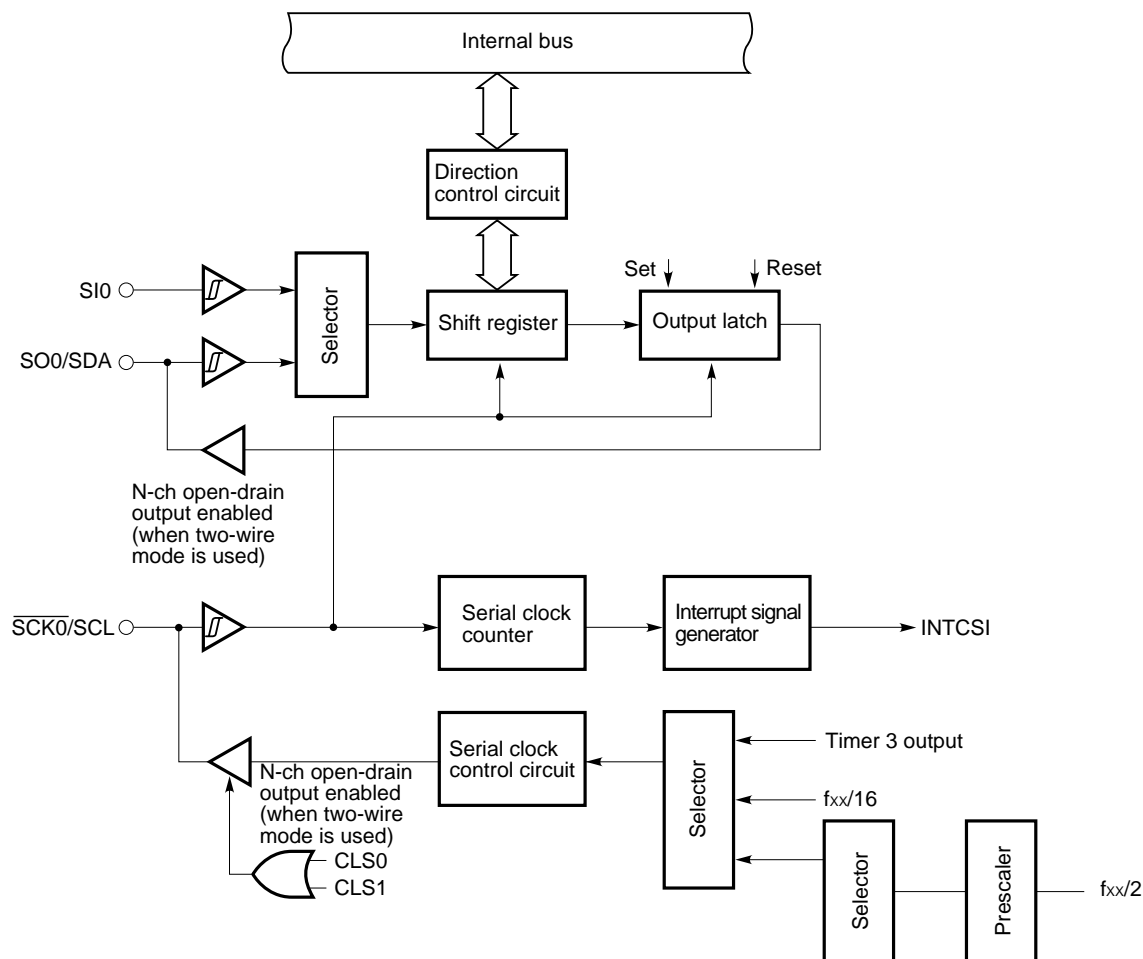 Internal bus
Direction
control circuit
Set
Reset
SI0
Selector
Shift register
Output latch
SO0/SDA
N-ch open-drain
output enabled
(when two-wire
mode is used)
SCK0/SCL
Serial clock
counter
Interrupt signal
generator
INTCSI
Serial clock
control circuit
Selector
Timer 3 output
fxx/16
N-ch open-drain
output enabled
(when two-wire
mode is used)
CLS0
CLS1
Selector
Prescaler
fxx/2